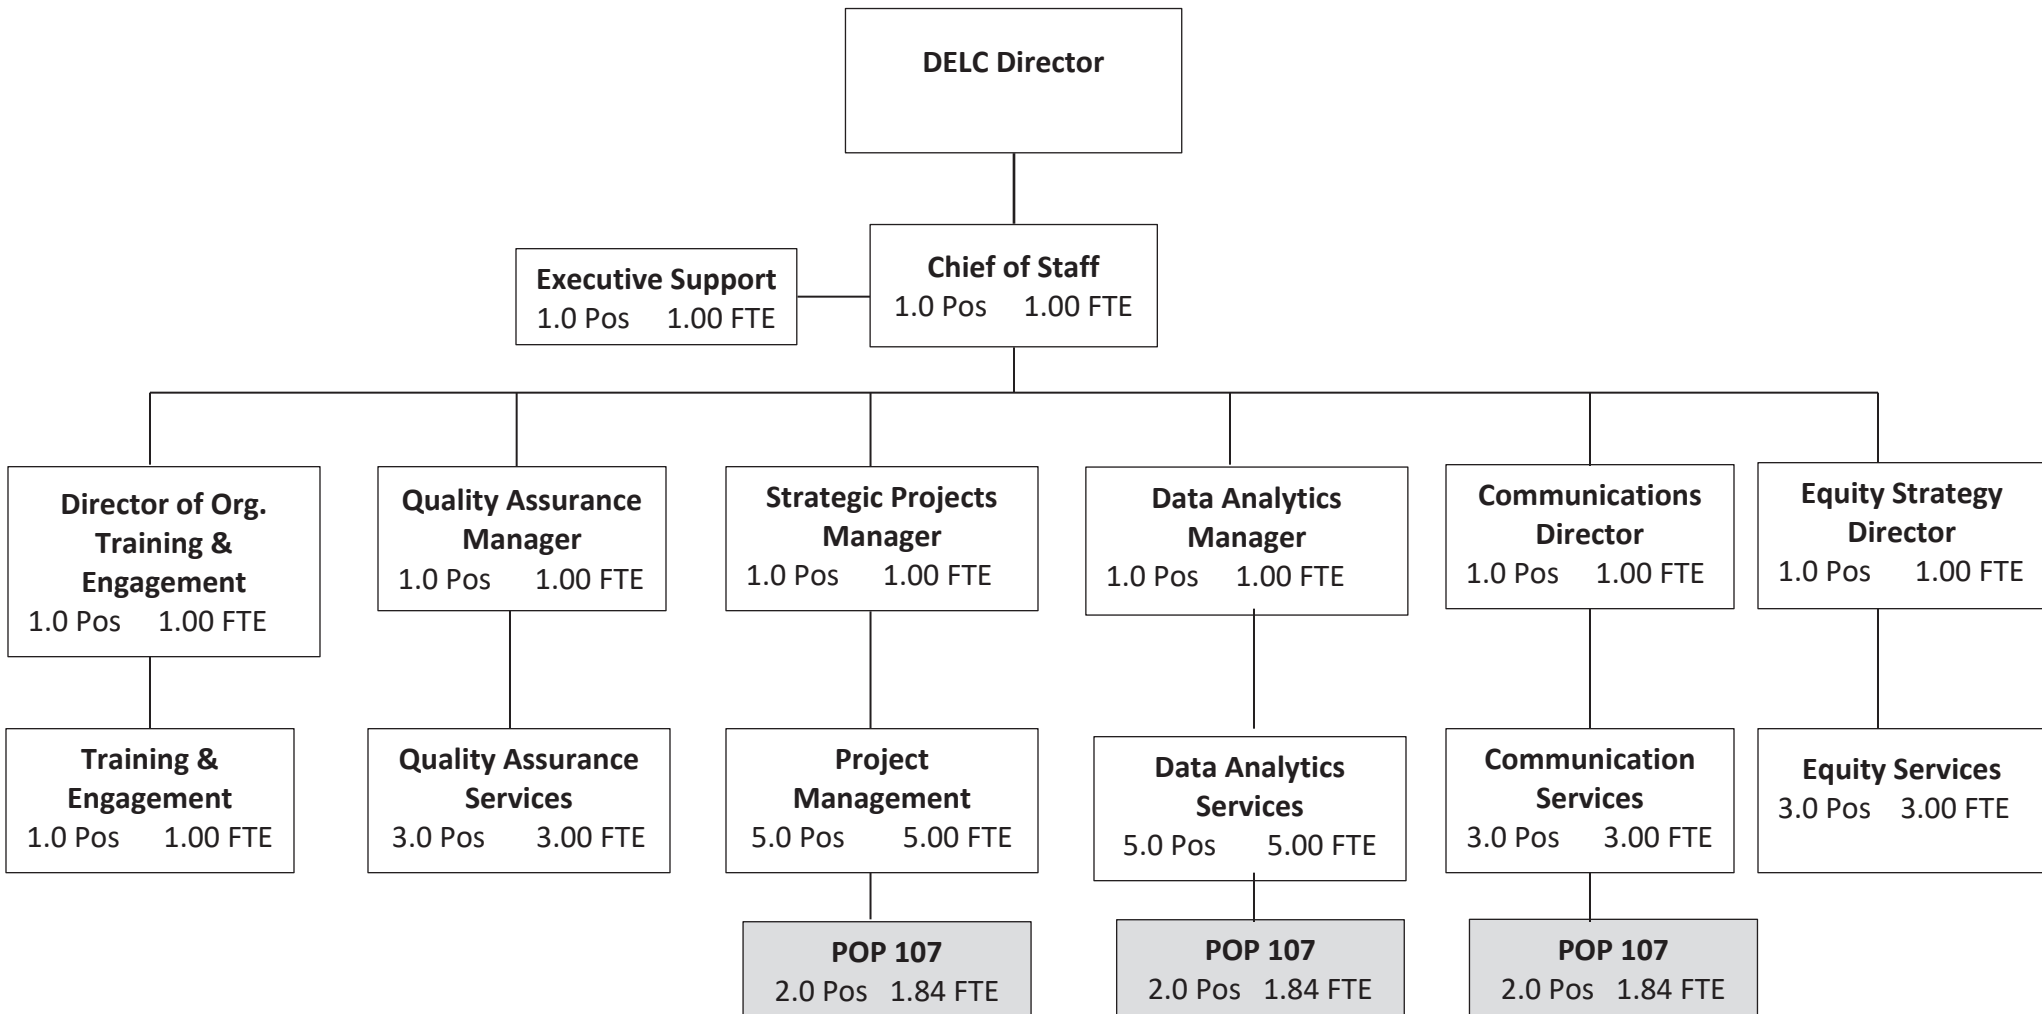 DELC Director
Executive Support
1.0 Pos 1.00 FTE
Chief of Staff
1.0 Pos 1.00 FTE
Director of Org.
Training &
Engagement
1.0 Pos 1.00 FTE
Quality Assurance
Manager
1.0 Pos 1.00 FTE
Strategic Projects
Manager
1.0 Pos 1.00 FTE
Data Analytics
Manager
1.0 Pos 1.00 FTE
Communications
Director
1.0 Pos 1.00 FTE
Equity Strategy
Director
1.0 Pos 1.00 FTE
Training &
Engagement
1.0 Pos 1.00 FTE
Quality Assurance
Services
3.0 Pos 3.00 FTE
Project
Management
5.0 Pos 5.00 FTE
Data Analytics
Services
5.0 Pos 5.00 FTE
Communication
Services
3.0 Pos 3.00 FTE
Equity Services
3.0 Pos 3.00 FTE
POP 107
2.0 Pos 1.84 FTE
POP 107
2.0 Pos 1.84 FTE
POP 107
2.0 Pos 1.84 FTE